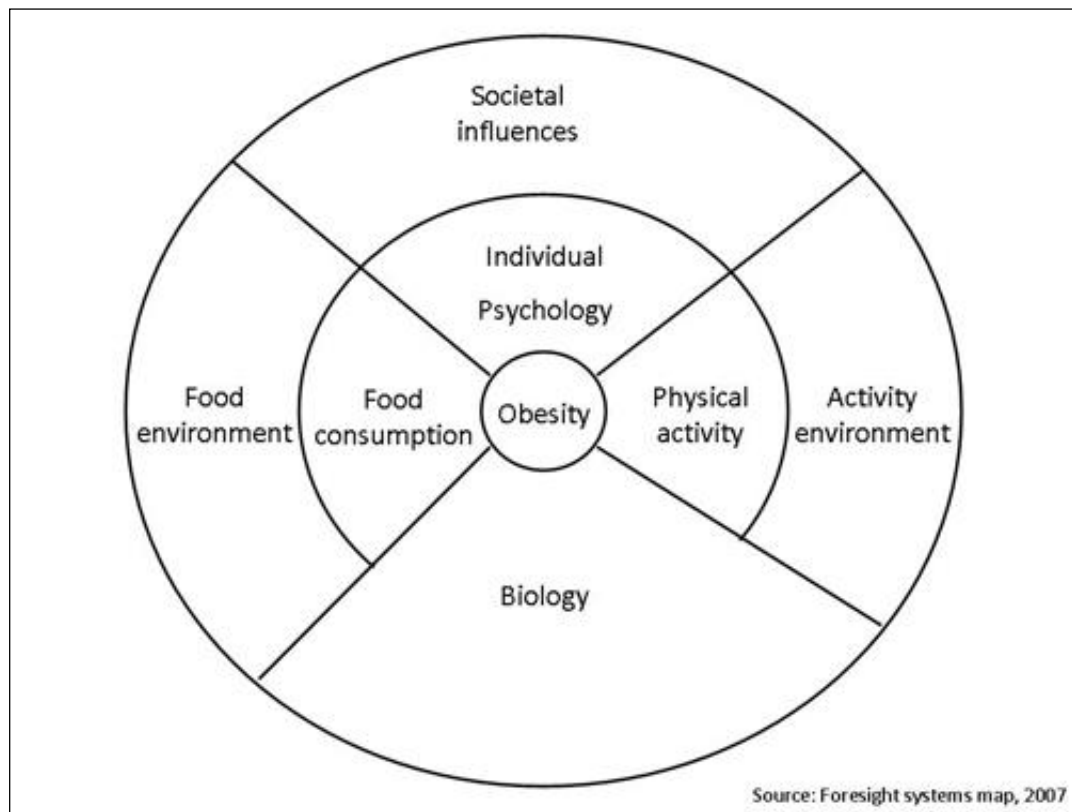 Societal
influences
Individual
Psychology
Food
environment
Food
consumption
Obesity
Physical
activity
Activity
environment
Biology
Source: Foresight systems map, 2007